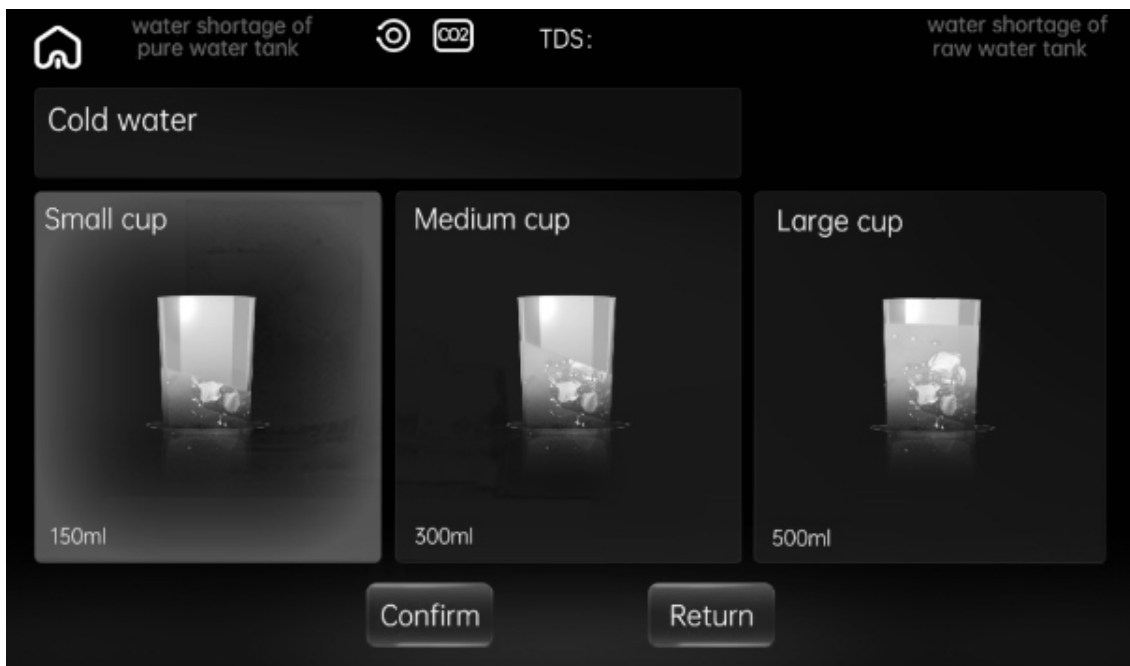 water shortage of
pure water tank
CO2
TDS:
water shortage of
raw water tank
Cold water
Small cup
Medium cup
Large cup
150ml
300ml
500ml
Confirm
Return